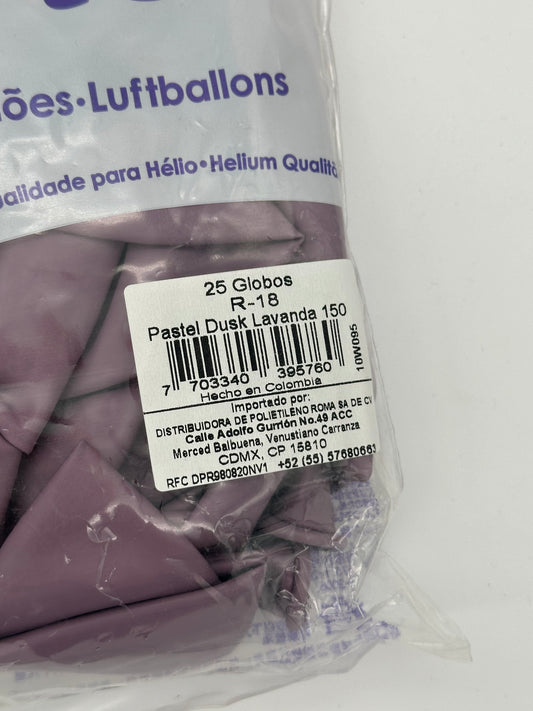 ões•Luftballons
ualidade para Hélio•Helium Qualitä
25 Globos
R-18
Pastel Dusk Lavanda 150
7 703340 395760
10W095
Hecho en Colombia
Importado por:
DISTRIBUIDORA DE POLIETILENO ROMA SA DE CV
Calle Adolfo Gurrión No.49 ACC
Merced Balbuena, Venustiano Carranza
CDMX, CP 15810
RFC DPR980820NV1 +52 (55) 57680663